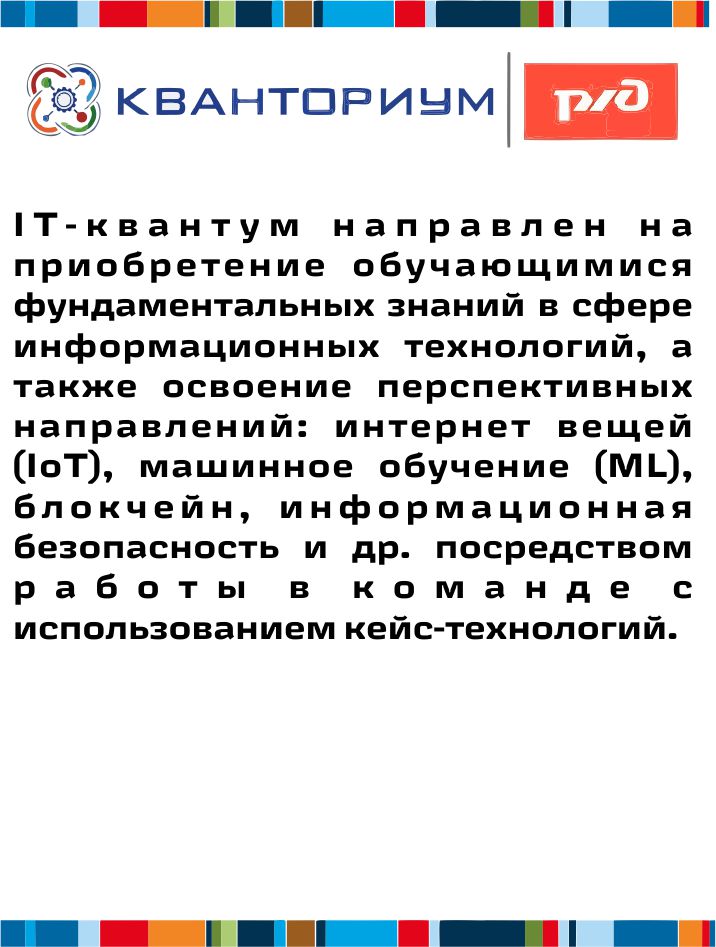 КВАНТОРИУМ
ржд
IT-квантум направлен на
приобретение обучающимися
фундаментальных знаний в сфере
информационных технологий, а
также освоение перспективных
направлений: интернет вещей
(IoT), машинное обучение (ML),
блокчейн, информационная
безопасность и др. посредством
работы в команде с
использованием кейс-технологий.